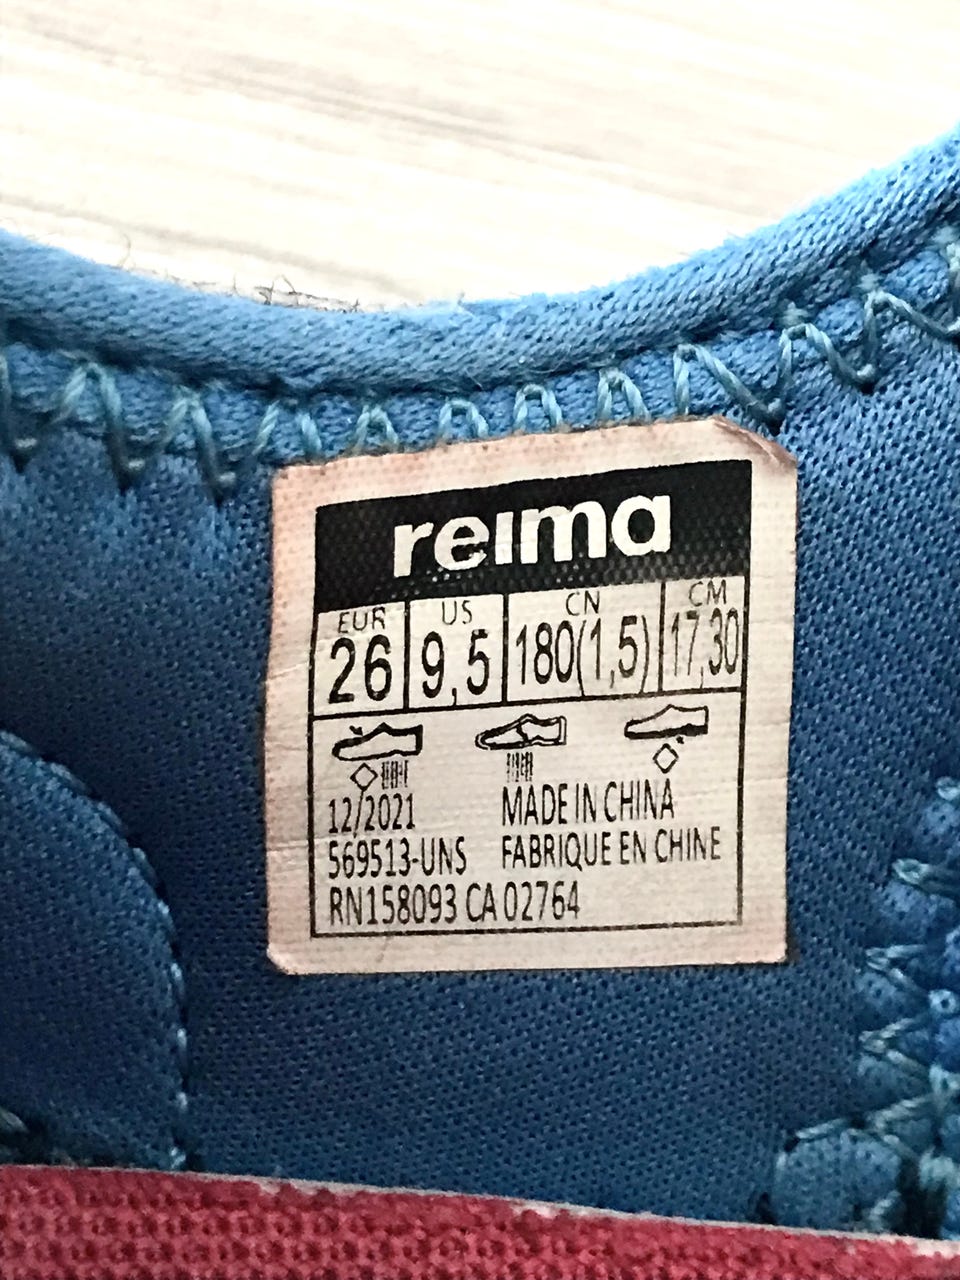 reima
EUR US CN CM
26 9,5 180(1,5) 17,30
12/2021 MADE IN CHINA
569513-UNS FABRIQUE EN CHINE
RN158093 CA 02764